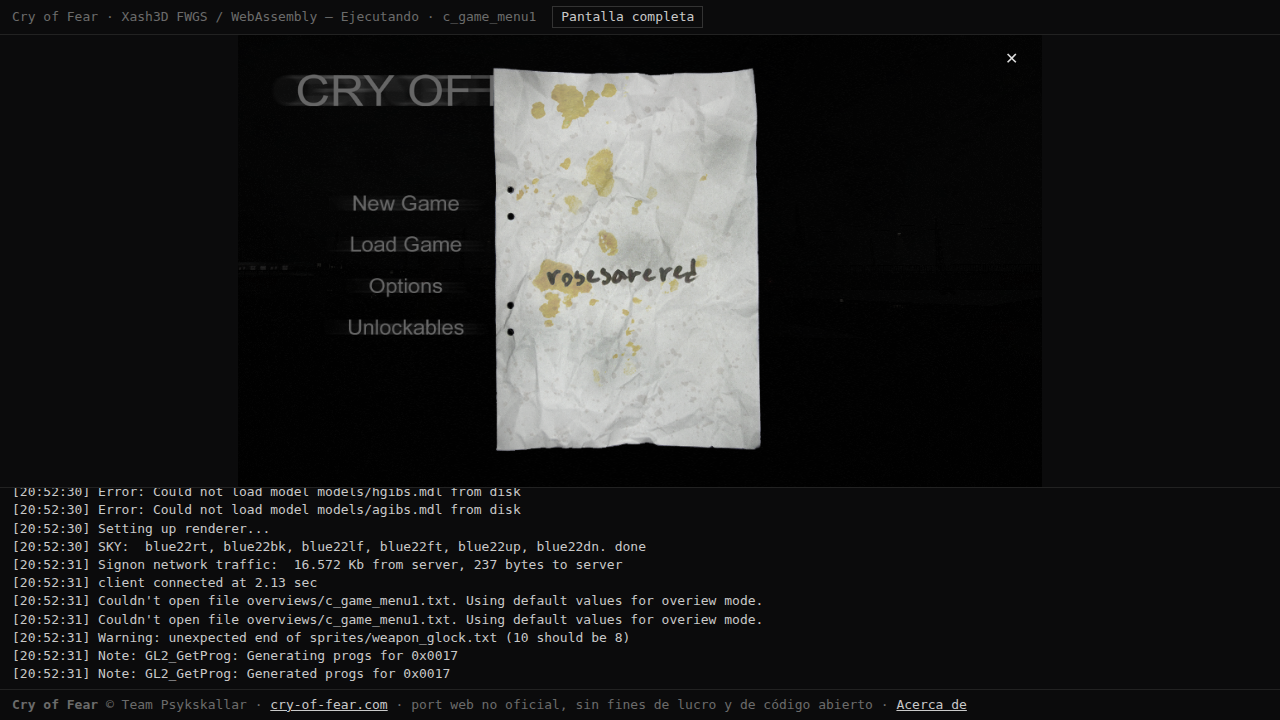 Cry of Fear · Xash3D FWGS / WebAssembly — Ejecutando · c_game_menu1 Pantalla completa
✕
CRY OF
New Game
Load Game
Options
Unlockables
rosesarered
[20:52:30] Error: Could not load model models/hgibs.mdl from disk
[20:52:30] Error: Could not load model models/agibs.mdl from disk
[20:52:30] Setting up renderer...
[20:52:30] SKY:  blue22rt, blue22bk, blue22lf, blue22ft, blue22up, blue22dn. done
[20:52:31] Signon network traffic:  16.572 Kb from server, 237 bytes to server
[20:52:31] client connected at 2.13 sec
[20:52:31] Couldn't open file overviews/c_game_menu1.txt. Using default values for overiew mode.
[20:52:31] Couldn't open file overviews/c_game_menu1.txt. Using default values for overiew mode.
[20:52:31] Warning: unexpected end of sprites/weapon_glock.txt (10 should be 8)
[20:52:31] Note: GL2_GetProg: Generating progs for 0x0017
[20:52:31] Note: GL2_GetProg: Generated progs for 0x0017
Cry of Fear © Team Psykskallar · cry-of-fear.com · port web no oficial, sin fines de lucro y de código abierto · Acerca de